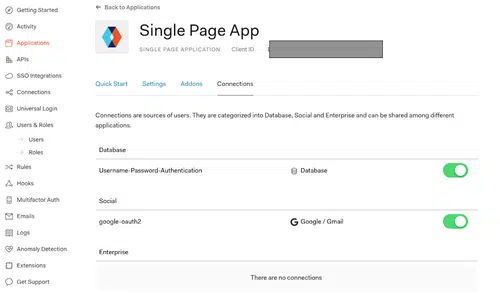 Getting Started
Activity
Applications
APIs
SSO Integrations
Connections
Universal Login
Users & Roles
Users
Roles
Rules
Hooks
Multifactor Auth
Emails
Logs
Anomaly Detection
Extensions
Get Support
← Back to Applications
Single Page App
SINGLE PAGE APPLICATION Client ID
Quick Start Settings Addons Connections
Connections are sources of users. They are categorized into Database, Social and Enterprise and can be shared among different
applications.
Database
Username-Password-Authentication Database
Social
google-oauth2 Google / Gmail
Enterprise
There are no connections